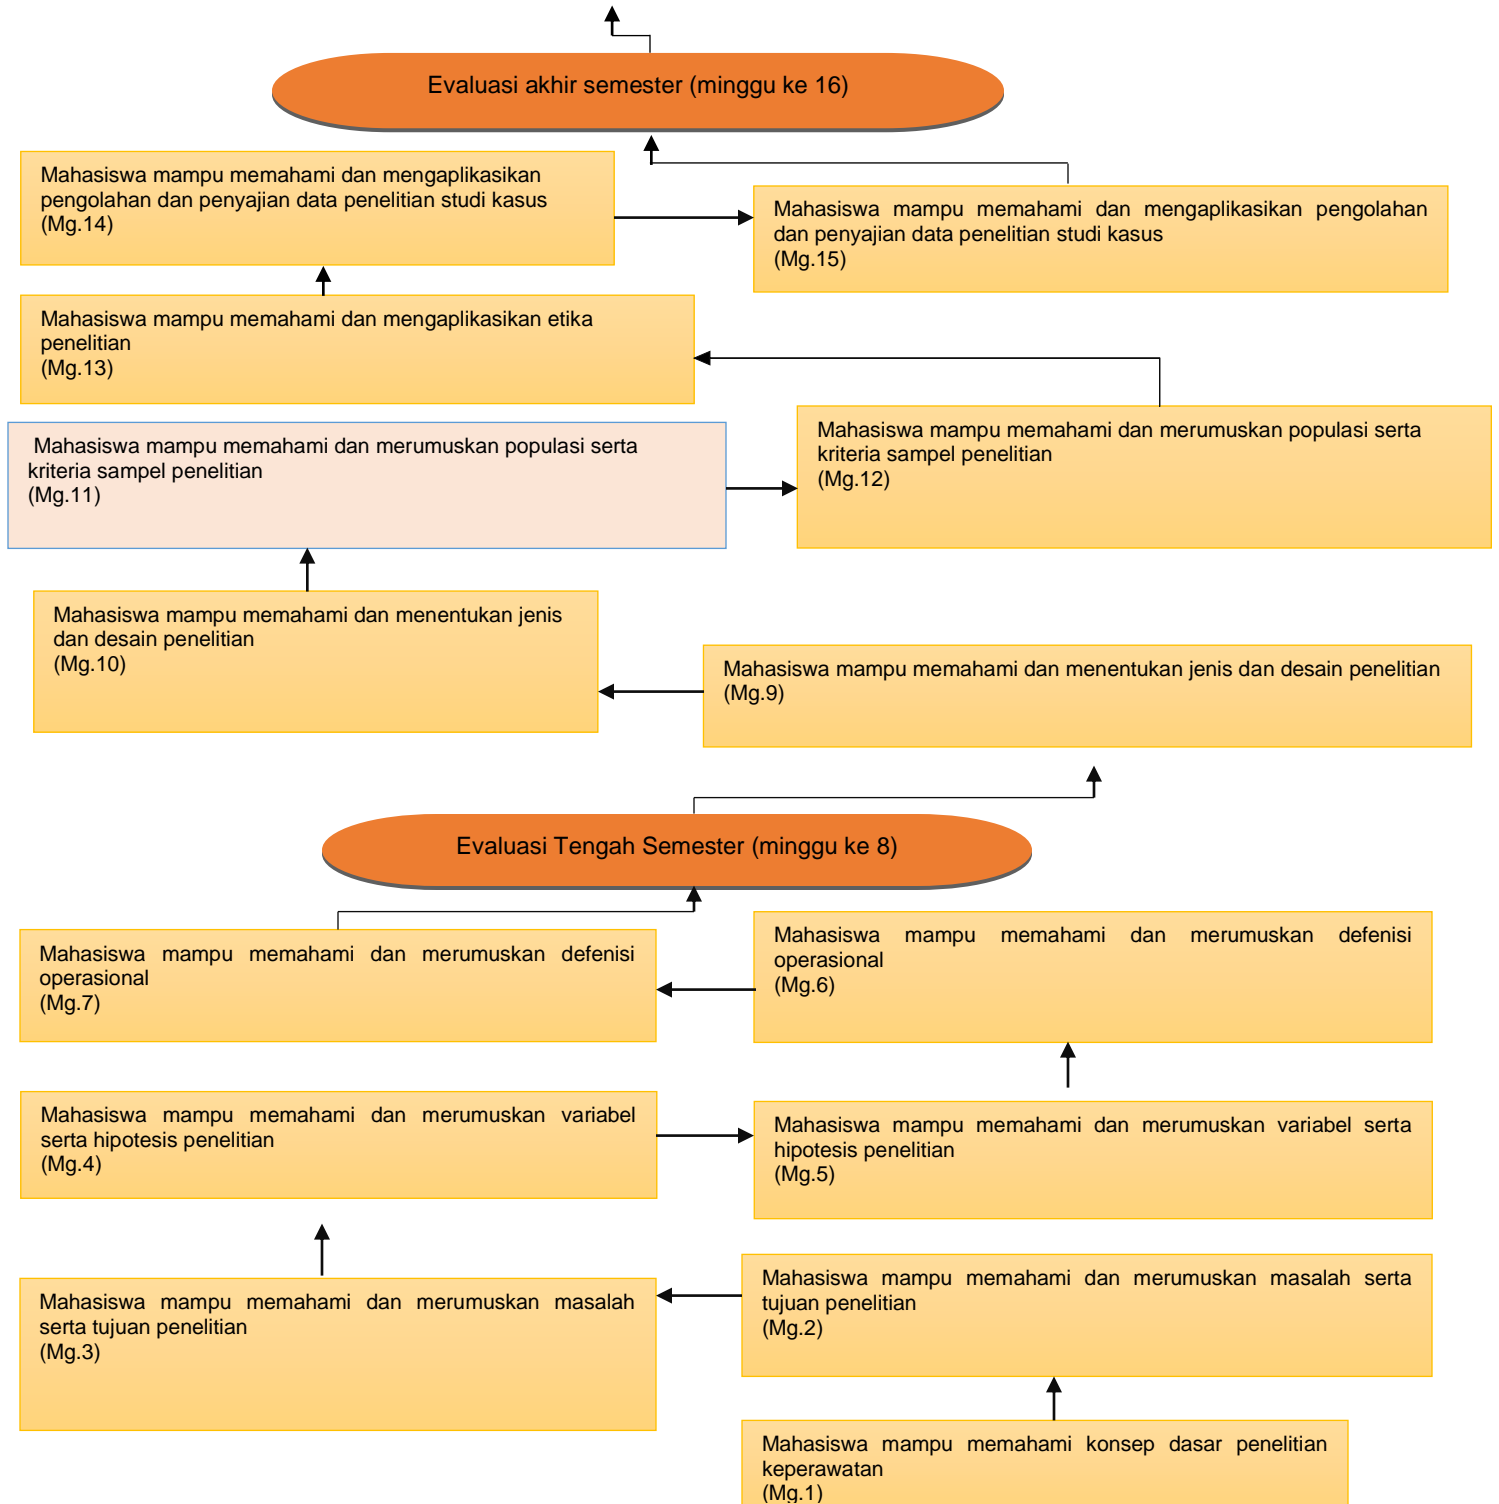 Evaluasi akhir semester (minggu ke 16)
Mahasiswa mampu memahami dan mengaplikasikan
pengolahan dan penyajian data penelitian studi kasus
(Mg.14)
Mahasiswa mampu memahami dan mengaplikasikan pengolahan
dan penyajian data penelitian studi kasus
(Mg.15)
Mahasiswa mampu memahami dan mengaplikasikan etika
penelitian
(Mg.13)
Mahasiswa mampu memahami dan merumuskan populasi serta
kriteria sampel penelitian
(Mg.11)
Mahasiswa mampu memahami dan merumuskan populasi serta
kriteria sampel penelitian
(Mg.12)
Mahasiswa mampu memahami dan menentukan jenis
dan desain penelitian
(Mg.10)
Mahasiswa mampu memahami dan menentukan jenis dan desain penelitian
(Mg.9)
Evaluasi Tengah Semester (minggu ke 8)
Mahasiswa mampu memahami dan merumuskan defenisi
operasional
(Mg.7)
Mahasiswa mampu memahami dan merumuskan defenisi
operasional
(Mg.6)
Mahasiswa mampu memahami dan merumuskan variabel
serta hipotesis penelitian
(Mg.4)
Mahasiswa mampu memahami dan merumuskan variabel serta
hipotesis penelitian
(Mg.5)
Mahasiswa mampu memahami dan merumuskan masalah
serta tujuan penelitian
(Mg.3)
Mahasiswa mampu memahami dan merumuskan masalah serta
tujuan penelitian
(Mg.2)
Mahasiswa mampu memahami konsep dasar penelitian
keperawatan
(Mg.1)